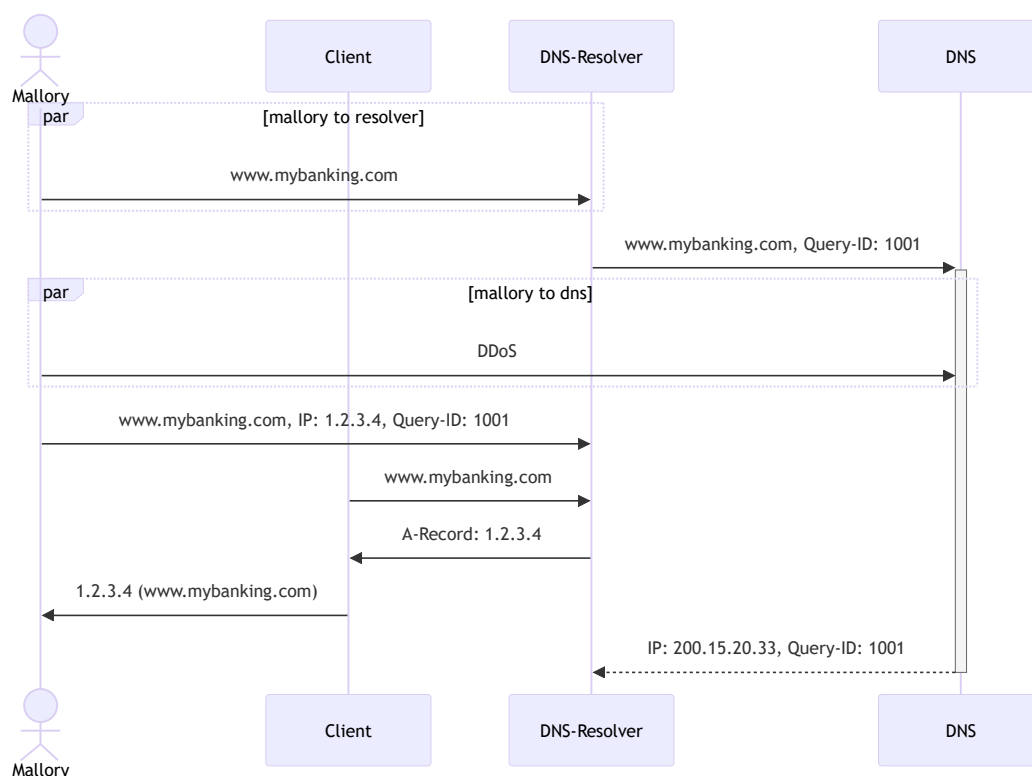 Client
DNS-Resolver
DNS
Mallory
par
[mallory to resolver]
www.mybanking.com
www.mybanking.com, Query-ID: 1001
par
[mallory to dns]
DDoS
www.mybanking.com, IP: 1.2.3.4, Query-ID: 1001
www.mybanking.com
A-Record: 1.2.3.4
1.2.3.4 (www.mybanking.com)
IP: 200.15.20.33, Query-ID: 1001
Client
DNS-Resolver
DNS
Mallory